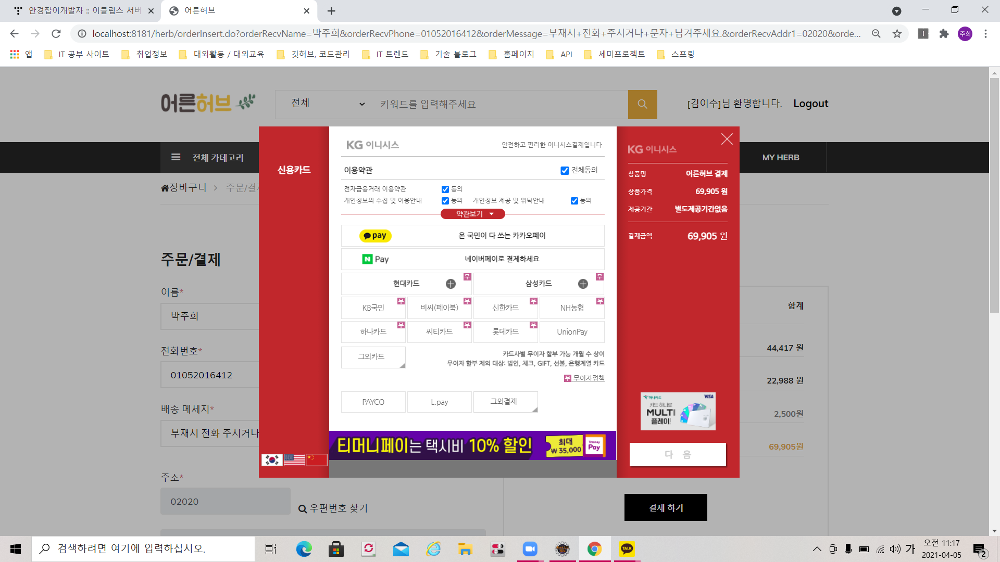 안경잡이개발자 :: 이클립스 서버
어른허브
localhost:8181/herb/orderInsert.do?orderRecvName=박주희&orderRecvPhone=01052016412&orderMessage=부재시+전화+주시거나+문자+남겨주세요.&orderRecvAddr1=02020&orde...
주희
앱
IT 공부 사이트
취업정보
대외활동 / 대외교육
깃허브, 코드관리
IT 트렌드
기술 블로그
홈페이지
API
세미프로젝트
스프링
어른허브
전체
키워드를 입력해주세요
[김이수]님 환영합니다.
Logout
전체 카테고리
MY HERB
장바구니
주문/결
주문/결제
이름*
박주희
전화번호*
01052016412
배송 메세지*
부재시 전화 주시거나
주소*
02020
우편번호 찾기
신용카드
KG 이니시스
안전하고 편리한 이니시스결제입니다.
이용약관
전체동의
전자금융거래 이용약관
동의
개인정보의 수집 및 이용안내
동의
개인정보 제공 및 위탁안내
동의
약관보기
pay
온 국민이 다 쓰는 카카오페이
N Pay
네이버페이로 결제하세요
현대카드
무
삼성카드
무
KB국민
무
비씨(페이북)
무
신한카드
무
NH농협
무
하나카드
무
씨티카드
무
롯데카드
무
UnionPay
그외카드
카드사별 무이자 할부 가능 개월 수 상이
무이자 할부 제외 대상: 법인, 체크, GIFT, 선불, 은행계열 카드
무 무이자정책
PAYCO
L.pay
그외결제
티머니페이는 택시비 10% 할인
최대
₩ 35,000
Tmoney
Pay
KG 이니시스
상품명
어른허브 결제
상품가격
69,905 원
제공기간
별도제공기간없음
결제금액
69,905 원
하나카드
VISA
카드 하나로
MULTI
플레이!
다 음
합계
44,417 원
22,988 원
2,500원
69,905원
결제 하기
검색하려면 여기에 입력하십시오.
TALK
가
오전 11:17
2021-04-05
2